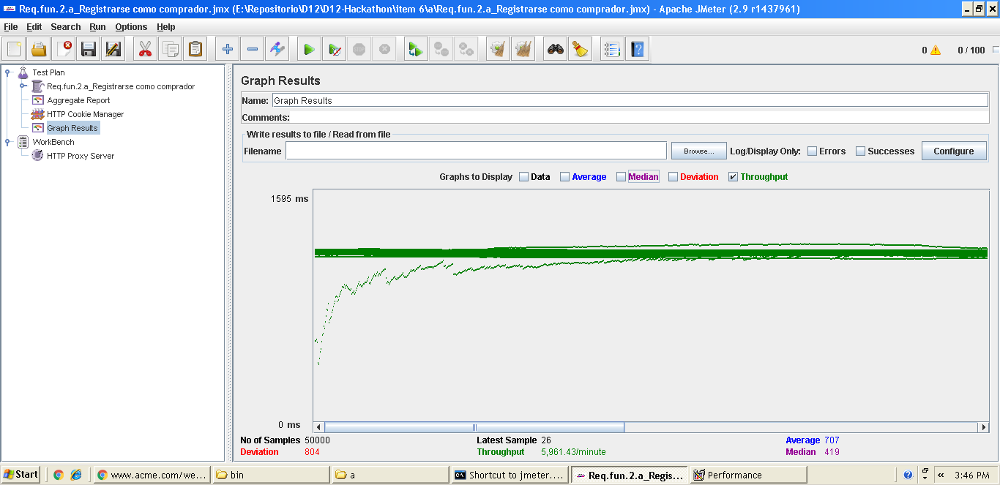 Req.fun.2.a_Registrarse como comprador.jmx (E:\Repositorio\D12\D12-Hackathon\item 6\a\Req.fun.2.a_Registrarse como comprador.jmx) - Apache JMeter (2.9 r1437961)
File Edit Search Run Options Help
0 0 / 100
Test Plan
Req.fun.2.a_Registrarse como comprador
Aggregate Report
HTTP Cookie Manager
Graph Results
WorkBench
HTTP Proxy Server
Graph Results
Name: Graph Results
Comments:
Write results to file / Read from file
Filename Browse... Log/Display Only: Errors Successes Configure
Graphs to Display Data Average Median Deviation Throughput
1595 ms
0 ms
No of Samples 50000 Latest Sample 26 Average 707
Deviation 804 Throughput 5,961.43/minute Median 419
Start www.acme.com/we... bin a Shortcut to jmeter.... Req.fun.2.a_Regis... Performance « 3:46 PM